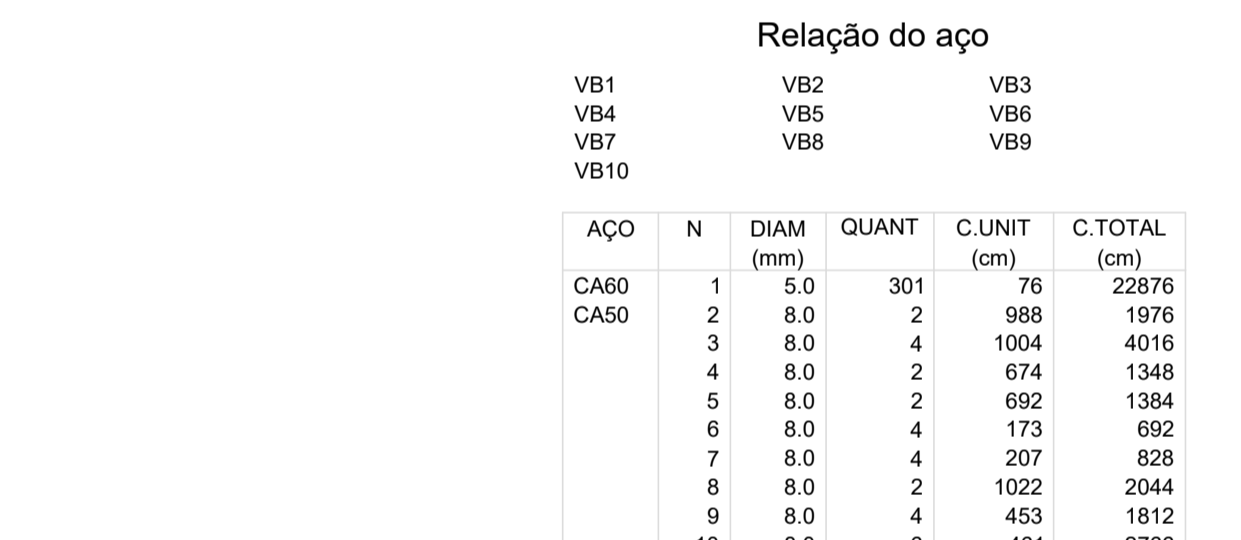 Relação do aço
VB1 VB2 VB3
VB4 VB5 VB6
VB7 VB8 VB9
VB10
AÇO N DIAM QUANT C.UNIT C.TOTAL
(mm) (cm) (cm)
CA60 1 5.0 301 76 22876
CA50 2 8.0 2 988 1976
3 8.0 4 1004 4016
4 8.0 2 674 1348
5 8.0 2 692 1384
6 8.0 4 173 692
7 8.0 4 207 828
8 8.0 2 1022 2044
9 8.0 4 453 1812